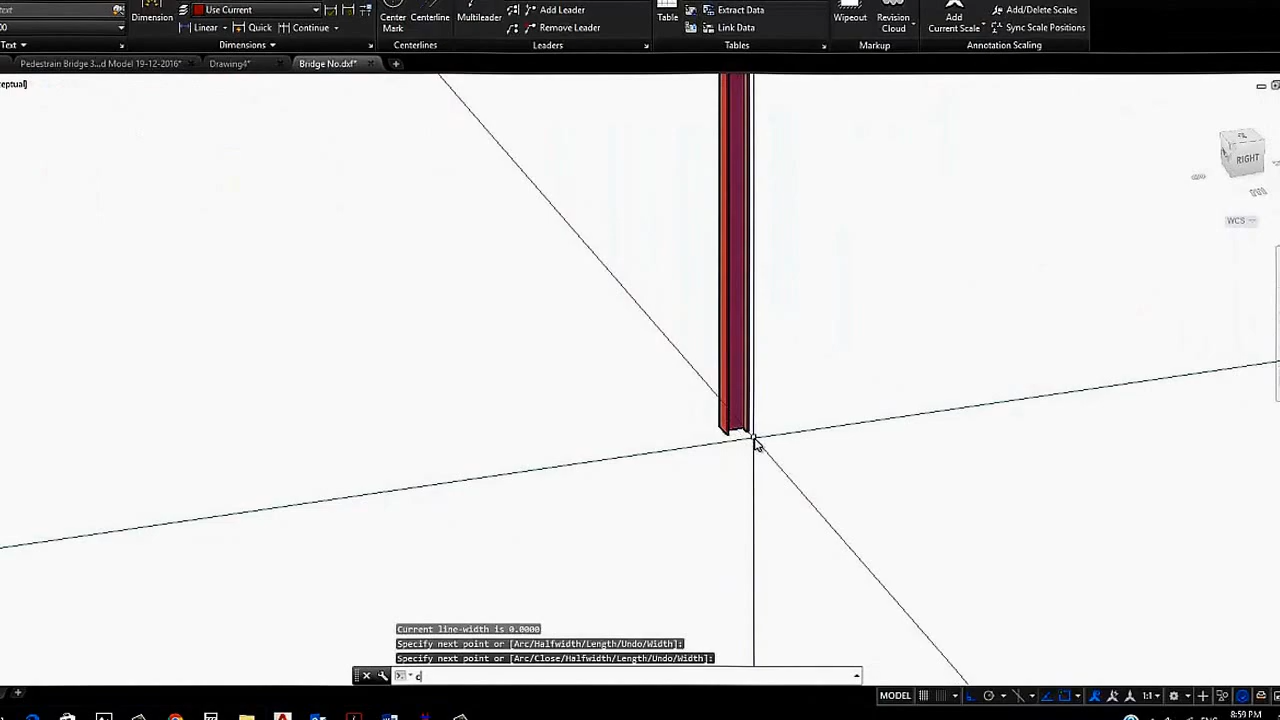 Use Current
Add Leader
Extract Data
Add/Delete Scales
Dimension
Center
Mark
Centerline
Multileader
Table
Wipeout
Revision
Cloud
Add
Current Scale
Linear
Quick
Continue
Remove Leader
Link Data
Sync Scale Positions
Text
Dimensions
Centerlines
Leaders
Tables
Markup
Annotation Scaling
Pedestrain Bridge 3...d Model 19-12-2016*
Drawing4*
Bridge No.dxf*
eptual]
RIGHT
WCS
Current line-width is 0.0000
Specify next point or [Arc/Halfwidth/Length/Undo/Width]:
Specify next point or [Arc/Close/Halfwidth/Length/Undo/Width]:
c
MODEL
1:1
8:59 PM